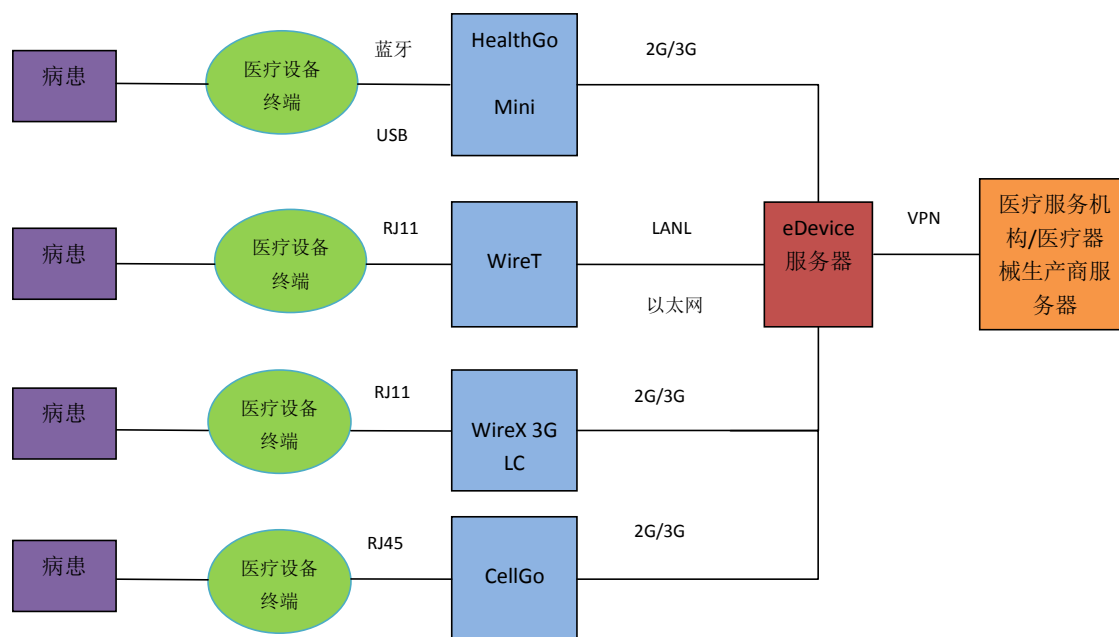 病患
医疗设备
终端
蓝牙
USB
HealthGo
Mini
2G/3G
病患
医疗设备
终端
RJ11
WireT
LANL
以太网
eDevice
服务器
VPN
医疗服务机
构/医疗器
械生产商服
务器
病患
医疗设备
终端
RJ11
WireX 3G
LC
2G/3G
病患
医疗设备
终端
RJ45
CellGo
2G/3G